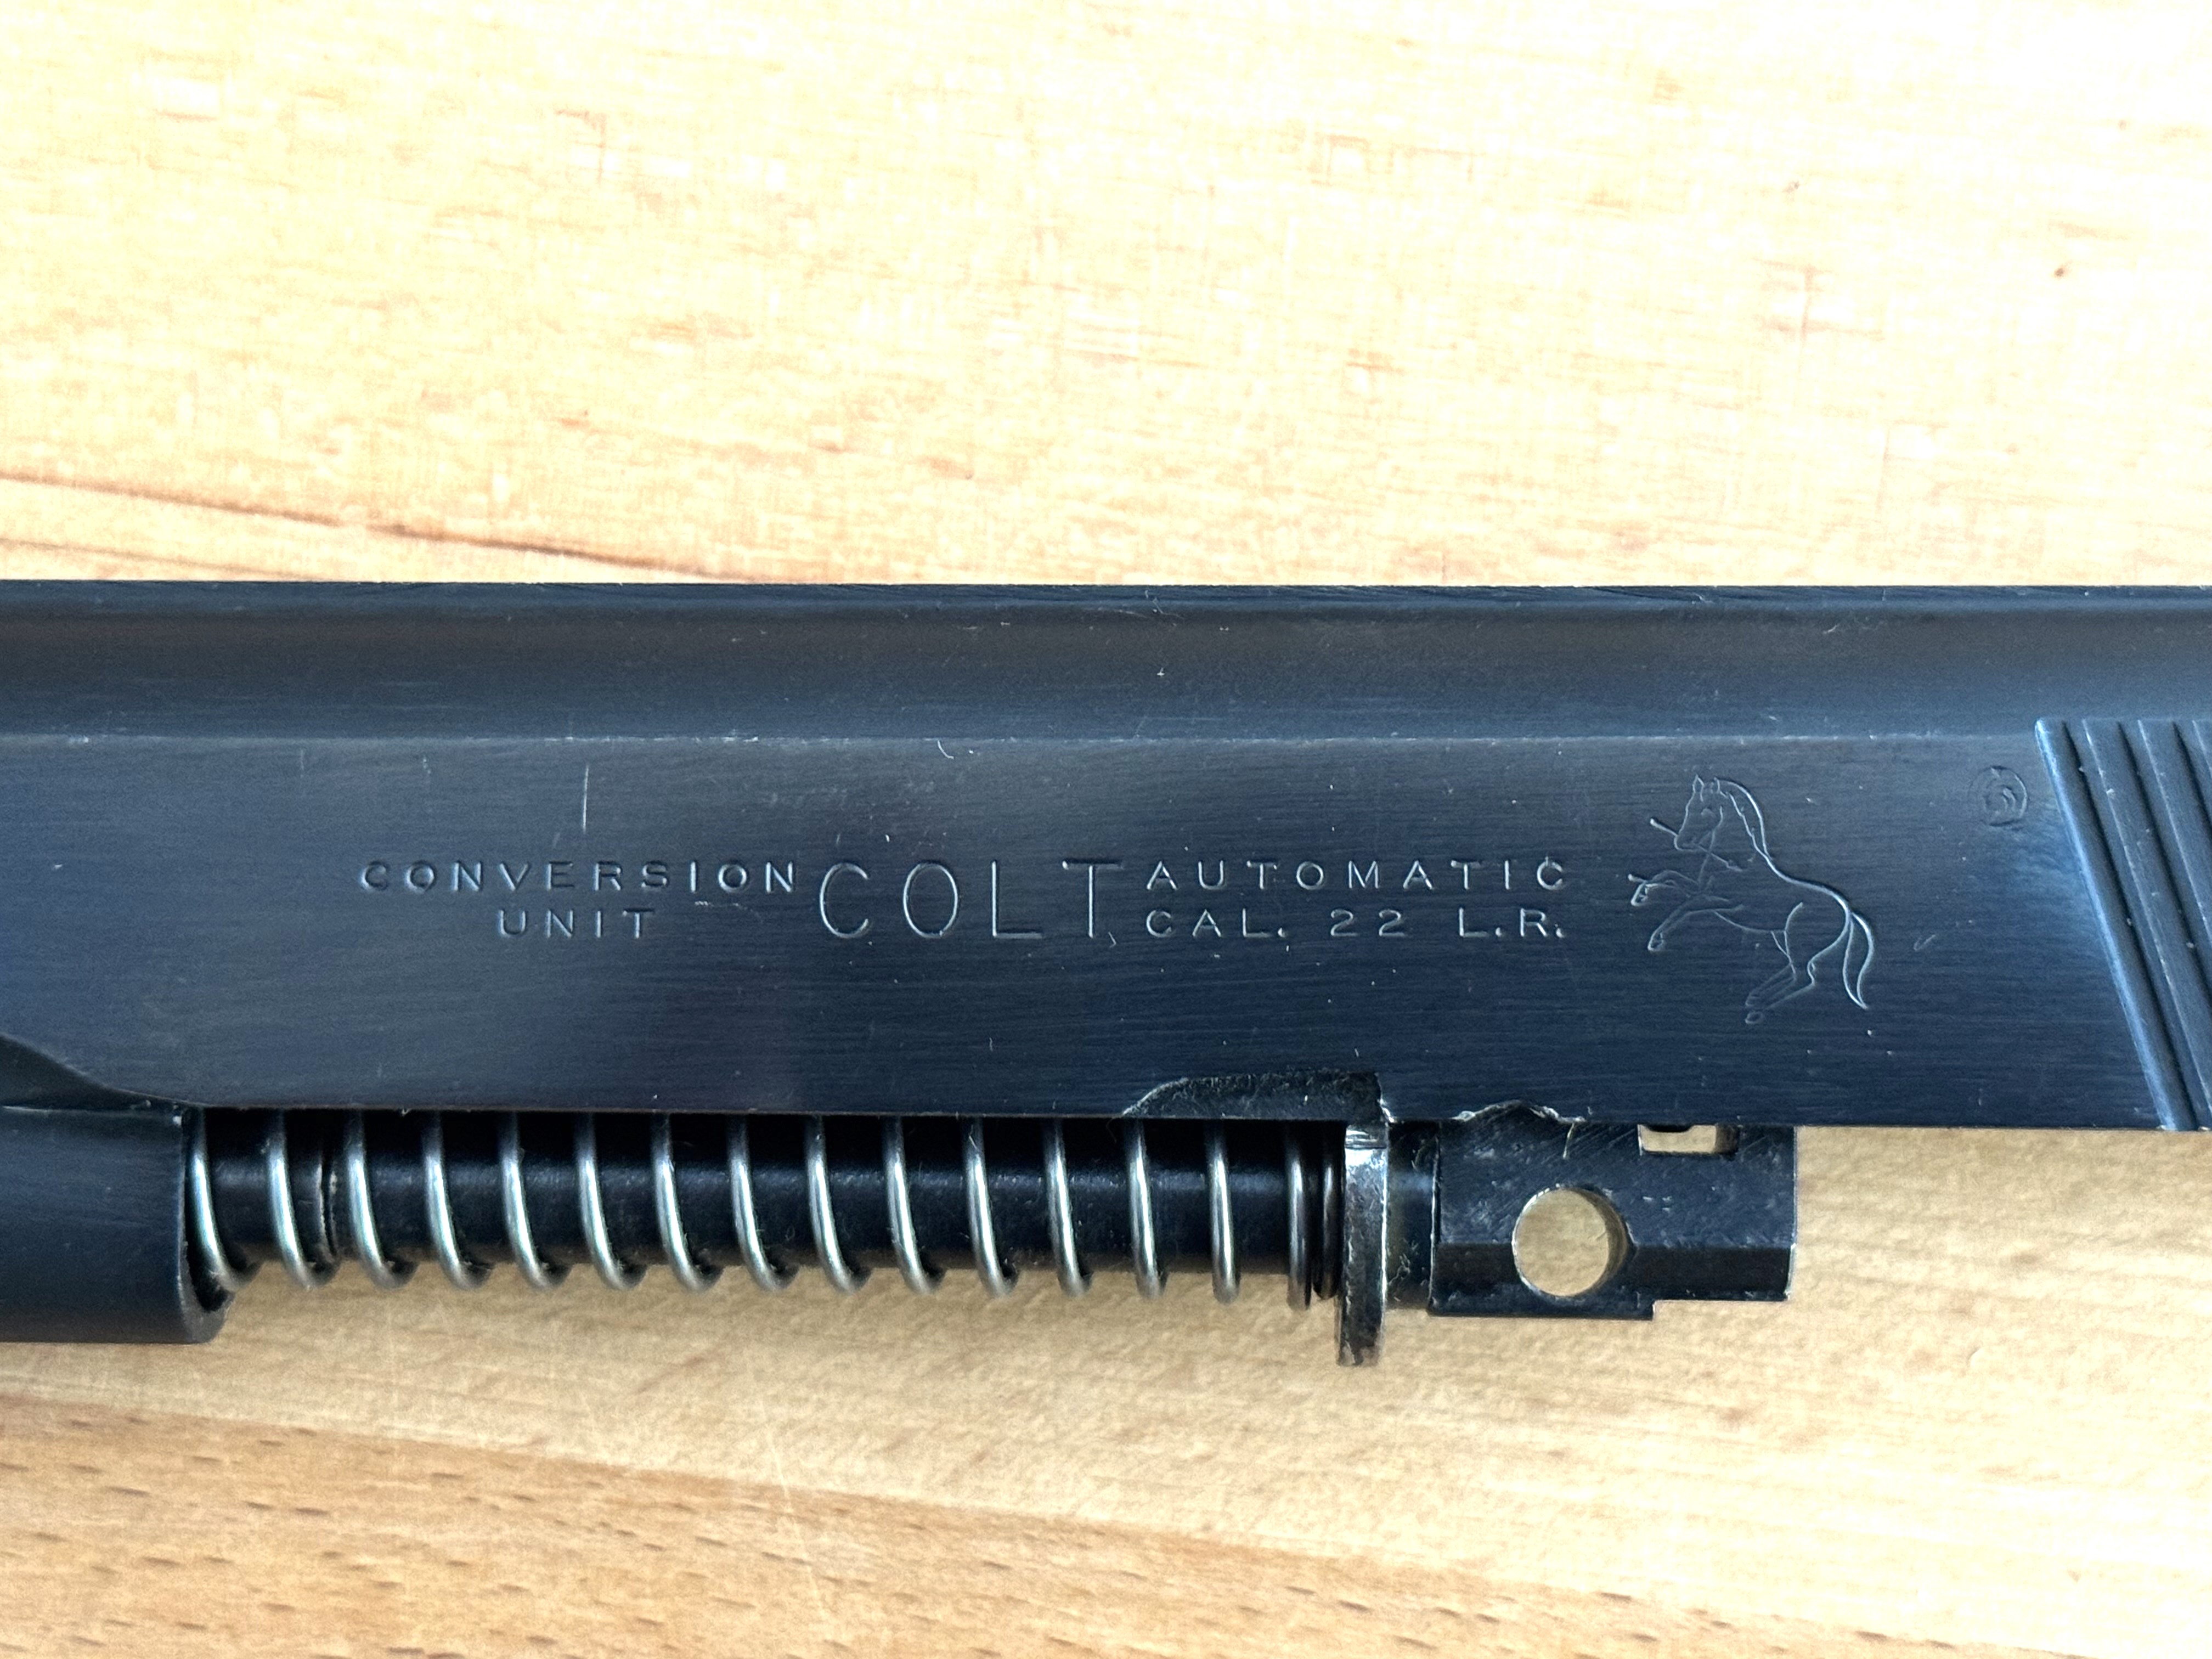 CONVERSION
UNIT
COLT
AUTOMATIC
CAL. 22 L.R.